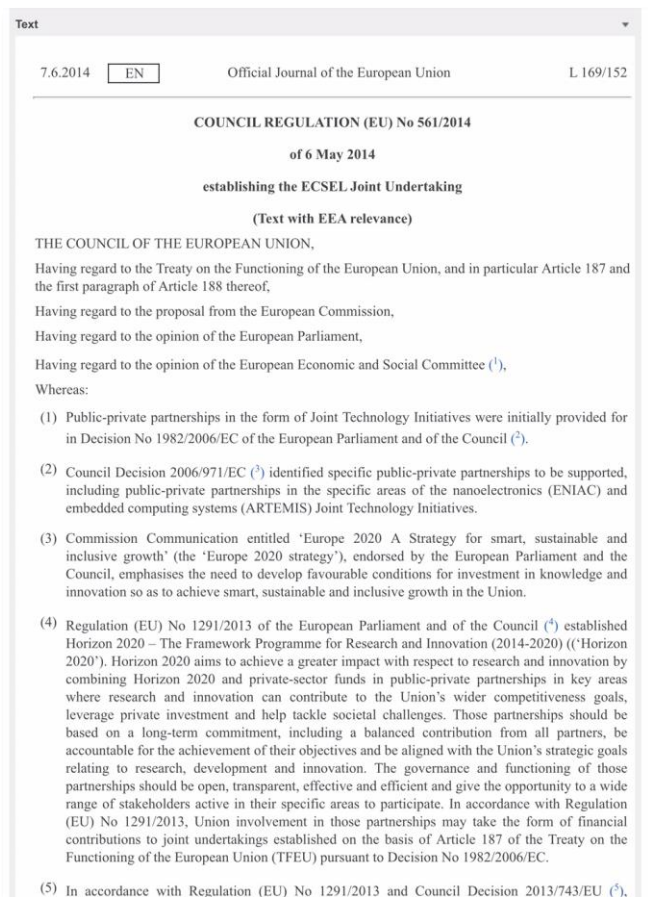 Text
7.6.2014 EN Official Journal of the European Union L 169/152
COUNCIL REGULATION (EU) No 561/2014
of 6 May 2014
establishing the ECSEL Joint Undertaking
(Text with EEA relevance)
THE COUNCIL OF THE EUROPEAN UNION,
Having regard to the Treaty on the Functioning of the European Union, and in particular Article 187 and
the first paragraph of Article 188 thereof,
Having regard to the proposal from the European Commission,
Having regard to the opinion of the European Parliament,
Having regard to the opinion of the European Economic and Social Committee (¹),
Whereas:
(1) Public-private partnerships in the form of Joint Technology Initiatives were initially provided for
in Decision No 1982/2006/EC of the European Parliament and of the Council (²).
(2) Council Decision 2006/971/EC (³) identified specific public-private partnerships to be supported,
including public-private partnerships in the specific areas of the nanoelectronics (ENIAC) and
embedded computing systems (ARTEMIS) Joint Technology Initiatives.
(3) Commission Communication entitled ‘Europe 2020 A Strategy for smart, sustainable and
inclusive growth’ (the ‘Europe 2020 strategy’), endorsed by the European Parliament and the
Council, emphasises the need to develop favourable conditions for investment in knowledge and
innovation so as to achieve smart, sustainable and inclusive growth in the Union.
(4) Regulation (EU) No 1291/2013 of the European Parliament and of the Council (⁴) established
Horizon 2020 – The Framework Programme for Research and Innovation (2014-2020) ((‘Horizon
2020’). Horizon 2020 aims to achieve a greater impact with respect to research and innovation by
combining Horizon 2020 and private-sector funds in public-private partnerships in key areas
where research and innovation can contribute to the Union’s wider competitiveness goals,
leverage private investment and help tackle societal challenges. Those partnerships should be
based on a long-term commitment, including a balanced contribution from all partners, be
accountable for the achievement of their objectives and be aligned with the Union’s strategic goals
relating to research, development and innovation. The governance and functioning of those
partnerships should be open, transparent, effective and efficient and give the opportunity to a wide
range of stakeholders active in their specific areas to participate. In accordance with Regulation
(EU) No 1291/2013, Union involvement in those partnerships may take the form of financial
contributions to joint undertakings established on the basis of Article 187 of the Treaty on the
Functioning of the European Union (TFEU) pursuant to Decision No 1982/2006/EC.
(5) In accordance with Regulation (EU) No 1291/2013 and Council Decision 2013/743/EU (⁵),